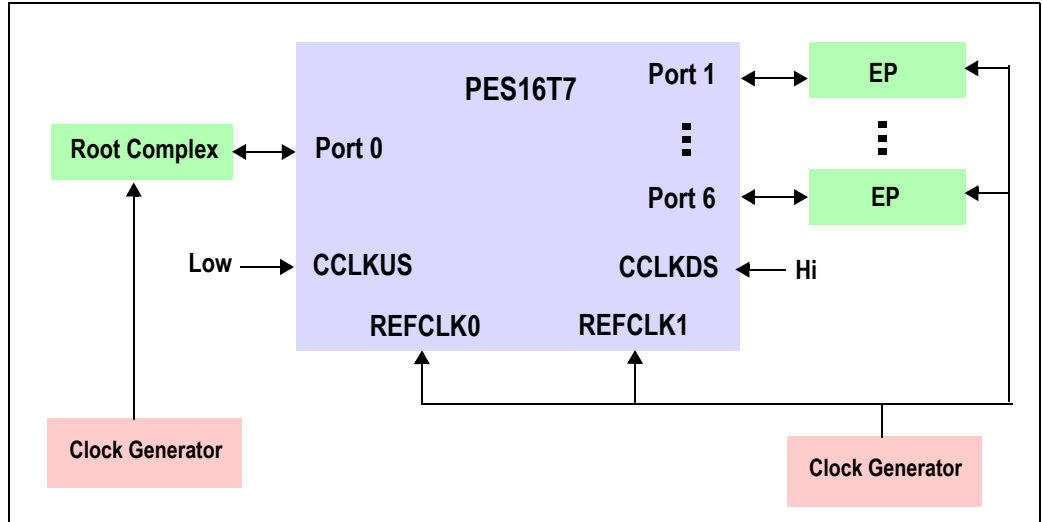 PES16T7
Port 1
EP
Root Complex
Port 0
Port 6
EP
Low
CCLKUS
CCLKDS
Hi
REFCLK0
REFCLK1
Clock Generator
Clock Generator